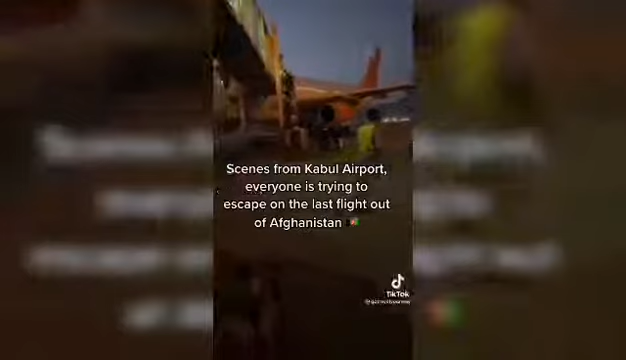 Scenes from Kabul Airport,
everyone is trying to
escape on the last flight out
of Afghanistan 🇦🇫
TikTok